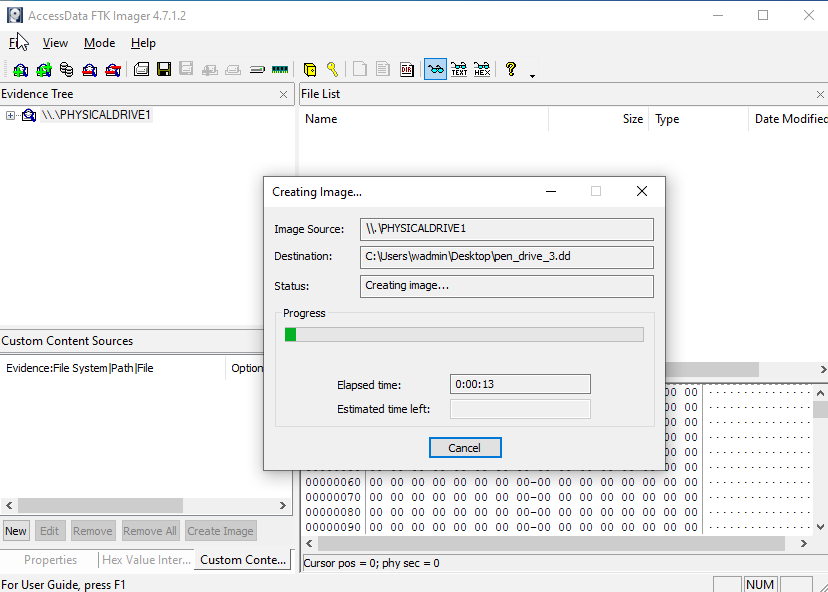 AccessData FTK Imager 4.7.1.2
File View Mode Help
TEXT HEX
Evidence Tree
\\.\PHYSICALDRIVE1
File List
Name Size Type Date Modified
Creating Image...
Image Source: \\.\PHYSICALDRIVE1
Destination: C:\Users\wadmin\Desktop\pen_drive_3.dd
Status: Creating image...
Progress
Elapsed time: 0:00:13
Estimated time left:
Cancel
Custom Content Sources
Evidence:File System|Path|File Option
00 00
00 00
00 00
00 00
00 00
00 00
00000060 00 00 00 00 00 00 00 00-00 00 00 00 00 00 00 00 ················
00000070 00 00 00 00 00 00 00 00-00 00 00 00 00 00 00 00 ················
00000080 00 00 00 00 00 00 00 00-00 00 00 00 00 00 00 00 ················
00000090 00 00 00 00 00 00 00 00-00 00 00 00 00 00 00 00 ················
New Edit Remove Remove All Create Image
Properties Hex Value Inter... Custom Conte...
Cursor pos = 0; phy sec = 0
For User Guide, press F1
NUM